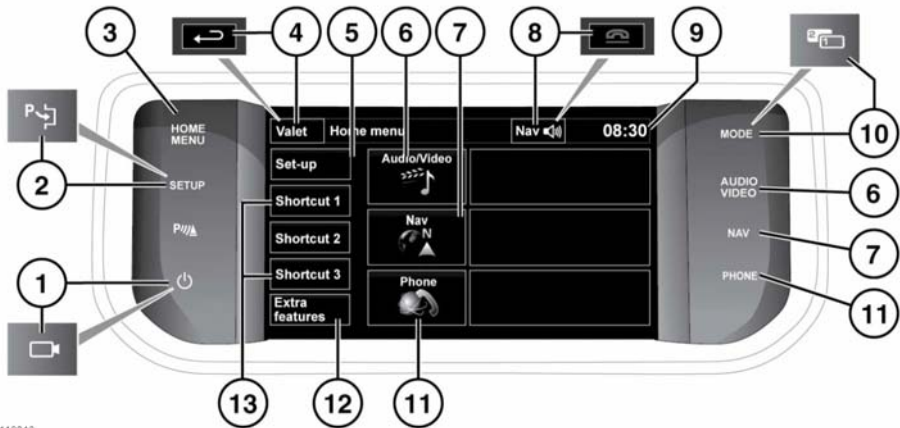 3
4
5
6
7
8
9
10
2
1
HOME
MENU
SETUP
P
P
2
1
Valet
Home menu
Nav
08:30
Set-up
Shortcut 1
Shortcut 2
Shortcut 3
Extra
features
Audio/Video
Nav
N
Phone
MODE
AUDIO
VIDEO
NAV
PHONE
6
7
11
13
12
11